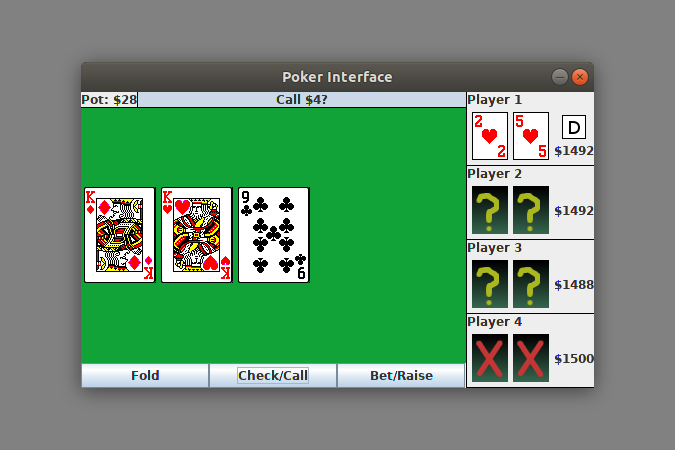 Poker Interface
Pot: $28
Call $4?
Player 1
2 2
5 5
D
$1492
Player 2
? ?
$1492
K K
K K
9 9
Player 3
? ?
$1488
Player 4
X X
$1500
Fold
Check/Call
Bet/Raise